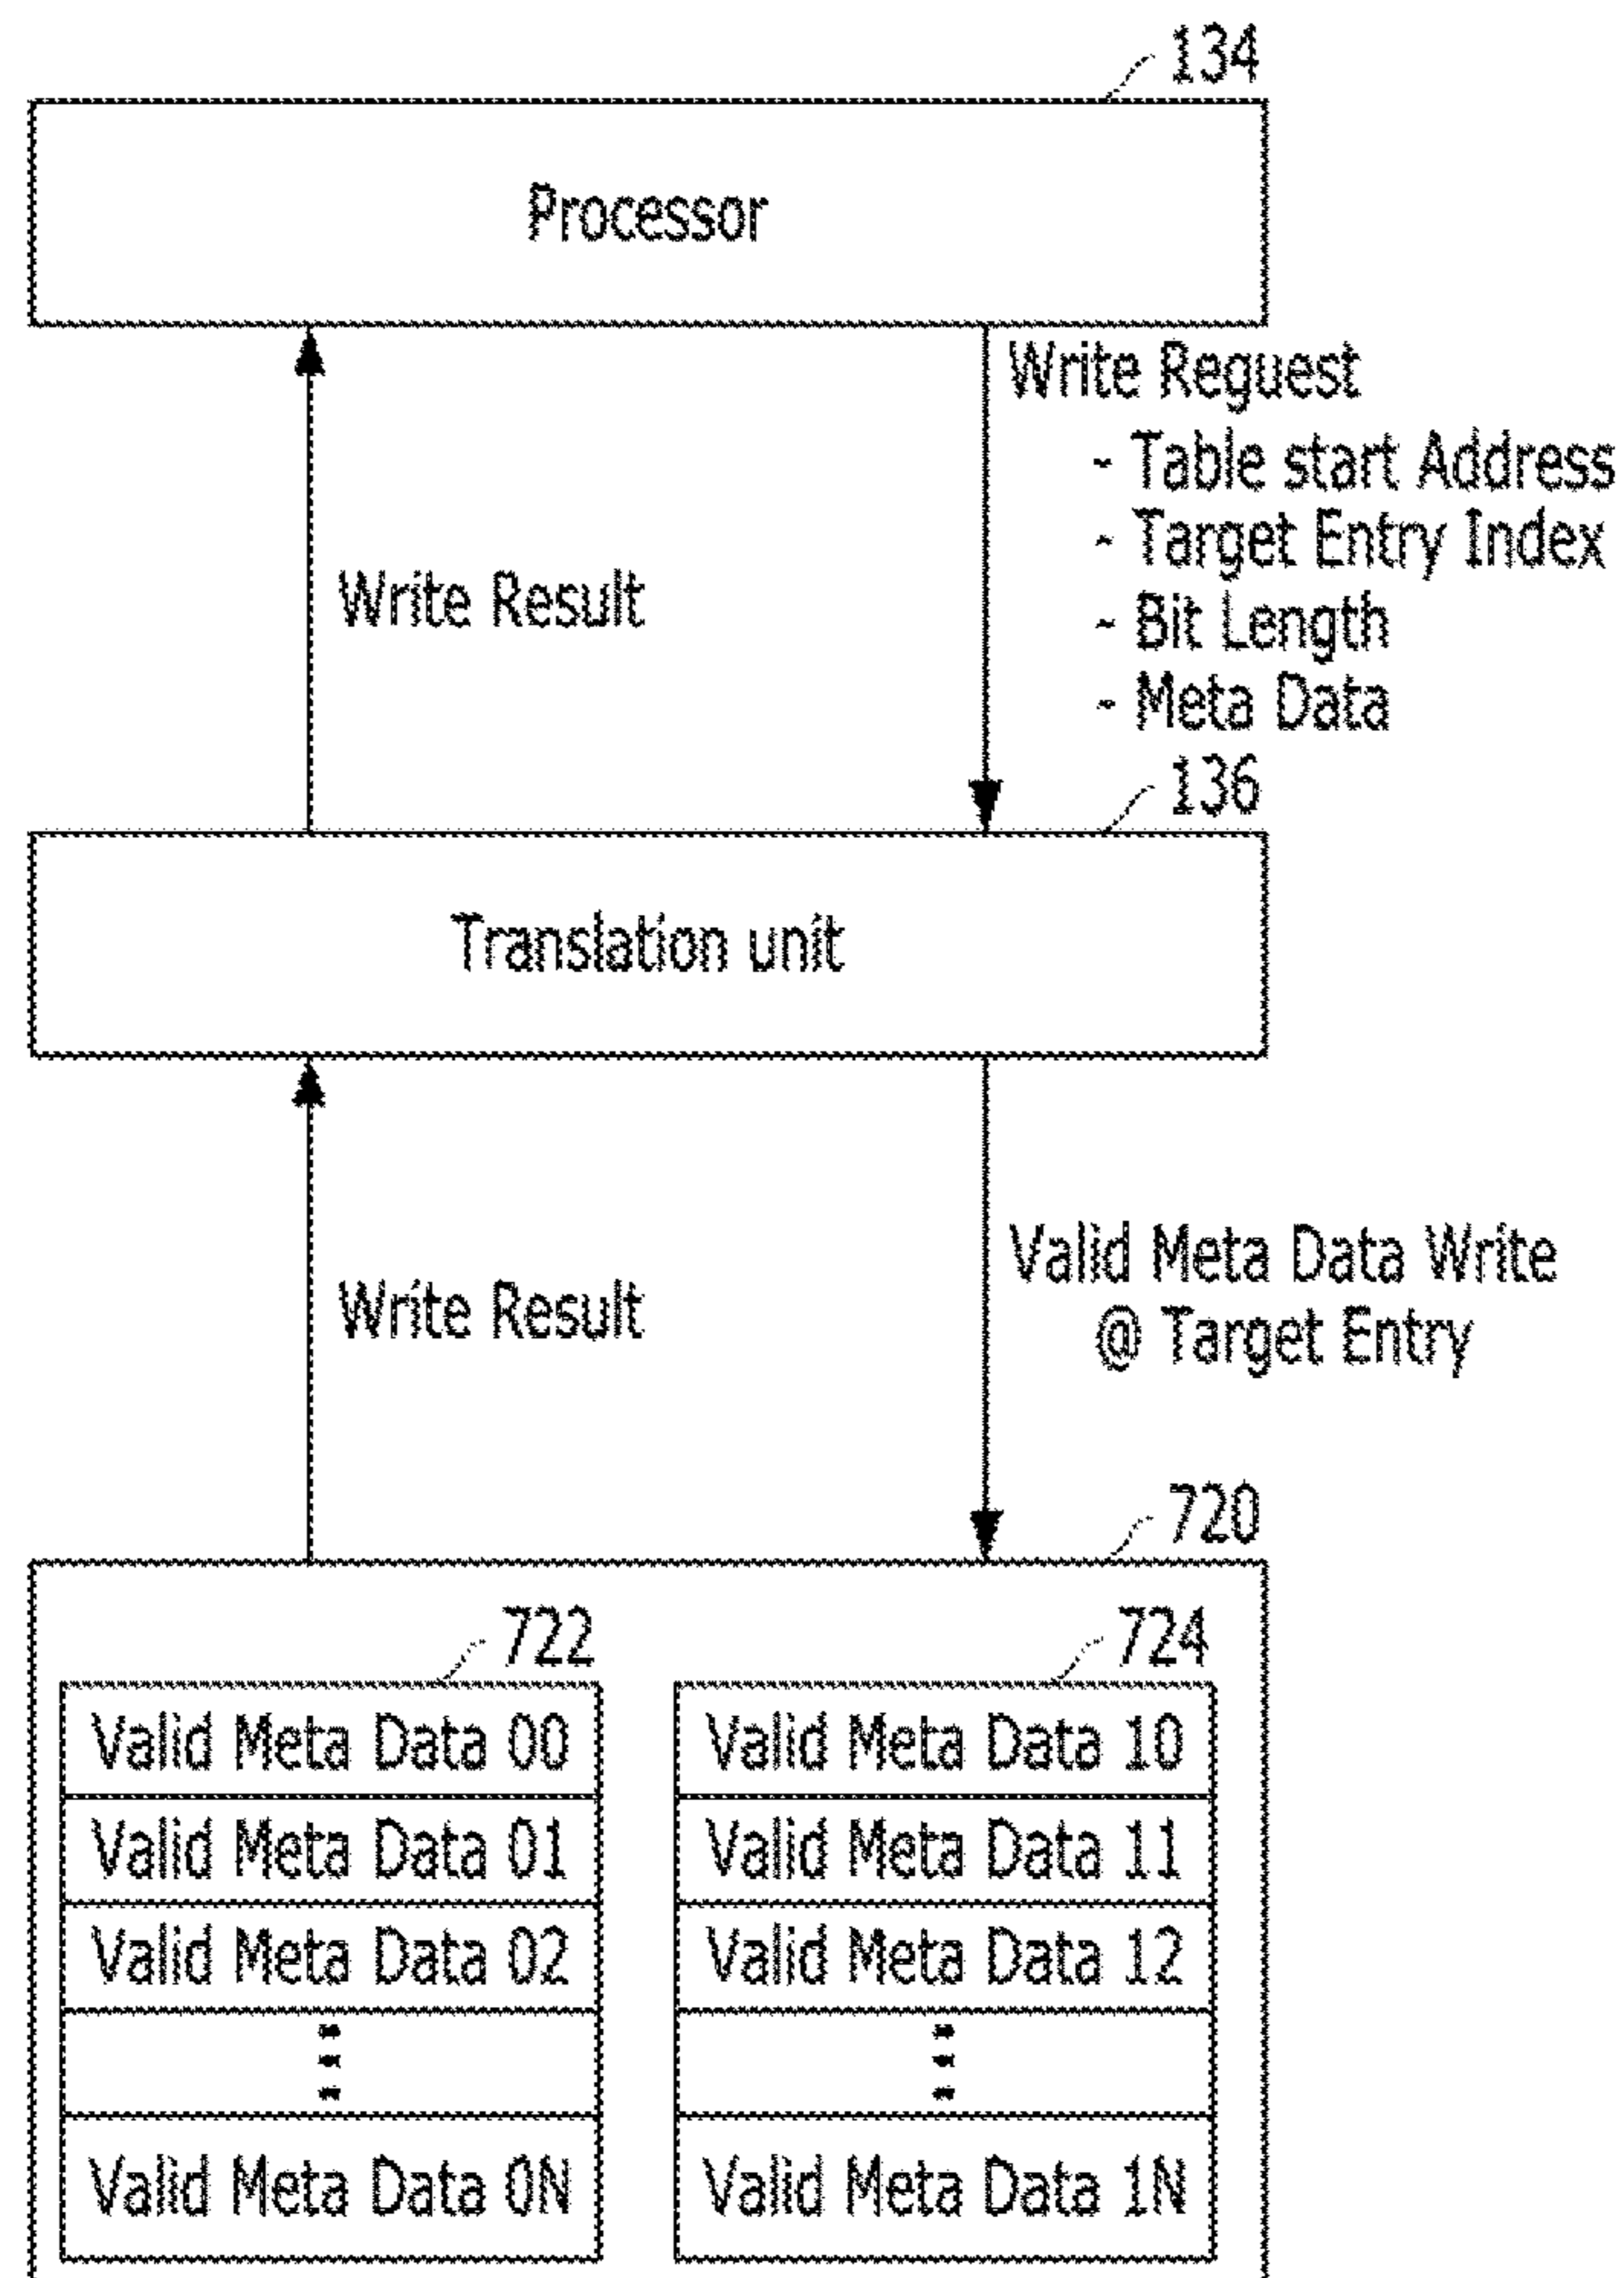 134
Processor
Write Reguest
- Table start Address
- Target Entry Index
- Bit Length
- Meta Data
Write Result
136
Translation unit
Valid Meta Data Write
@ Target Entry
Write Result
720
722
Valid Meta Data 00
Valid Meta Data 01
Valid Meta Data 02
Valid Meta Data 0N
724
Valid Meta Data 10
Valid Meta Data 11
Valid Meta Data 12
Valid Meta Data 1N